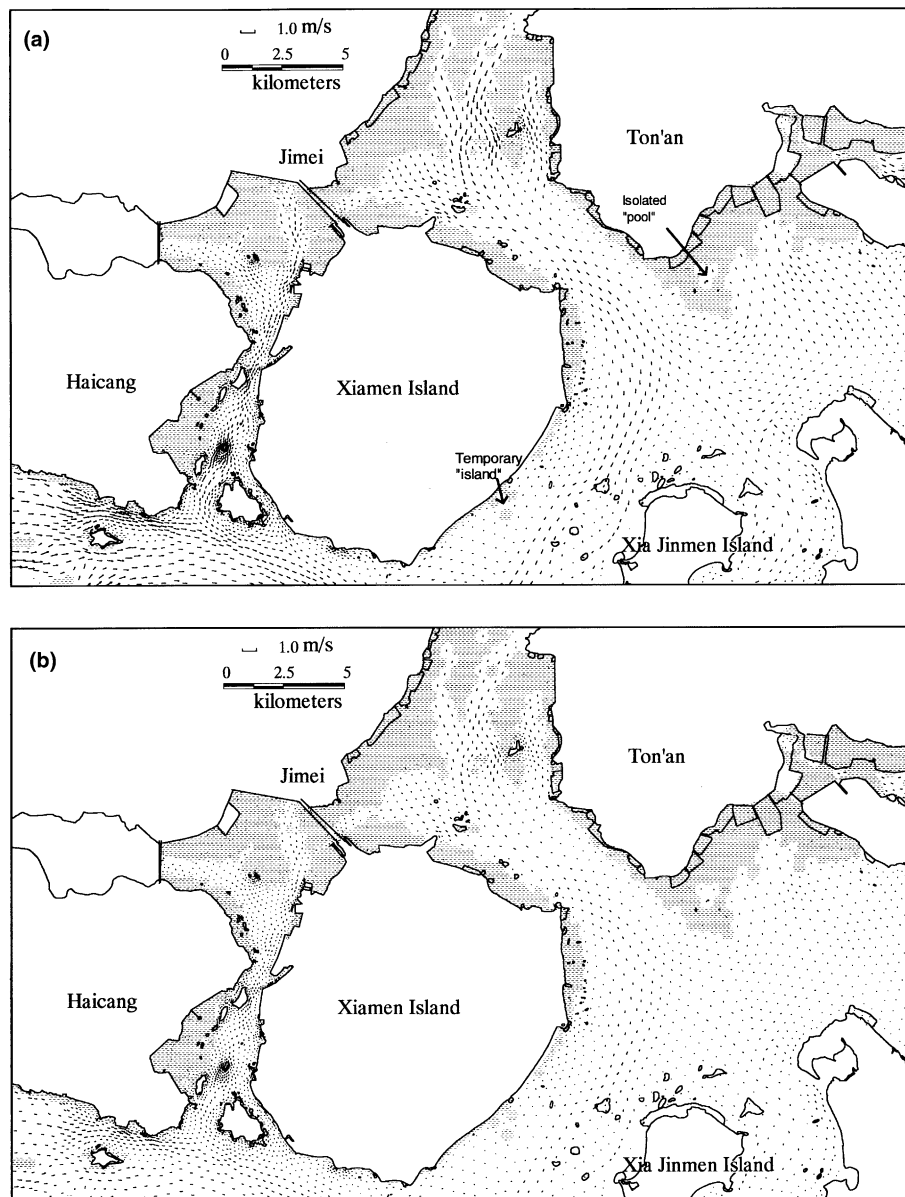 (a)
1.0 m/s
0 2.5 5
kilometers
Jimei
Ton'an
Isolated
"pool"
Haicang
Xiamen Island
Temporary
"island"
Xia Jinmen Island
(b)
1.0 m/s
0 2.5 5
kilometers
Jimei
Ton'an
Haicang
Xiamen Island
Xia Jinmen Island